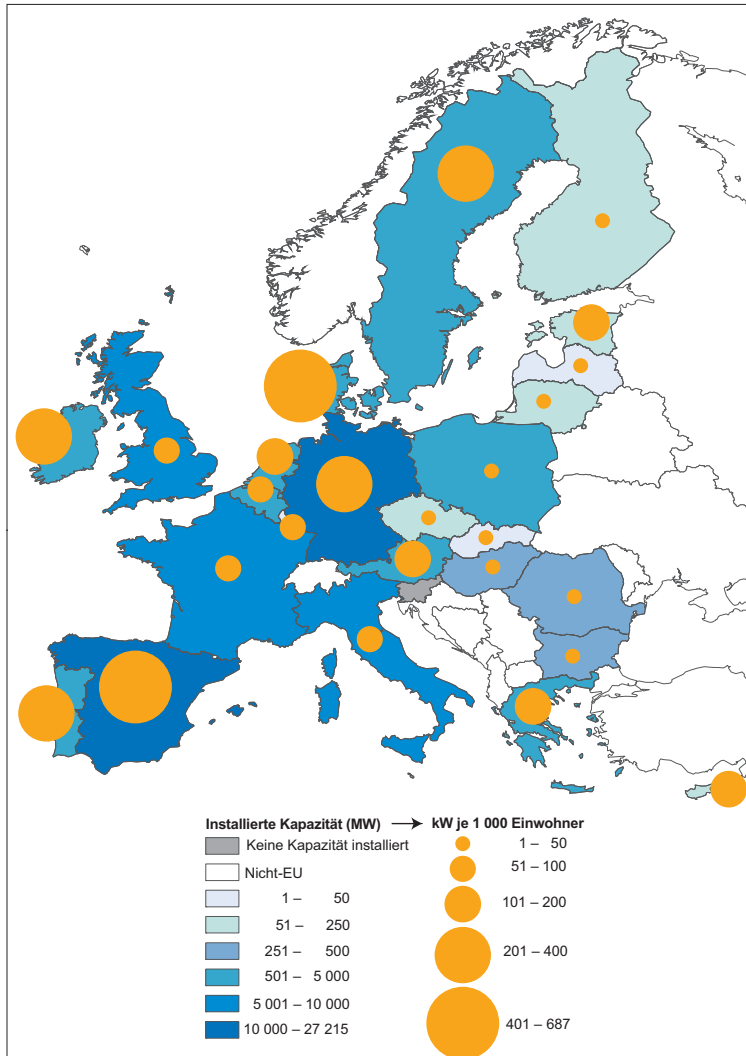 Installierte Kapazität (MW) → kW je 1 000 Einwohner
Keine Kapazität installiert
Nicht-EU
1 – 50
51 – 250
251 – 500
501 – 5 000
5 001 – 10 000
10 000 – 27 215
1 – 50
51 – 100
101 – 200
201 – 400
401 – 687